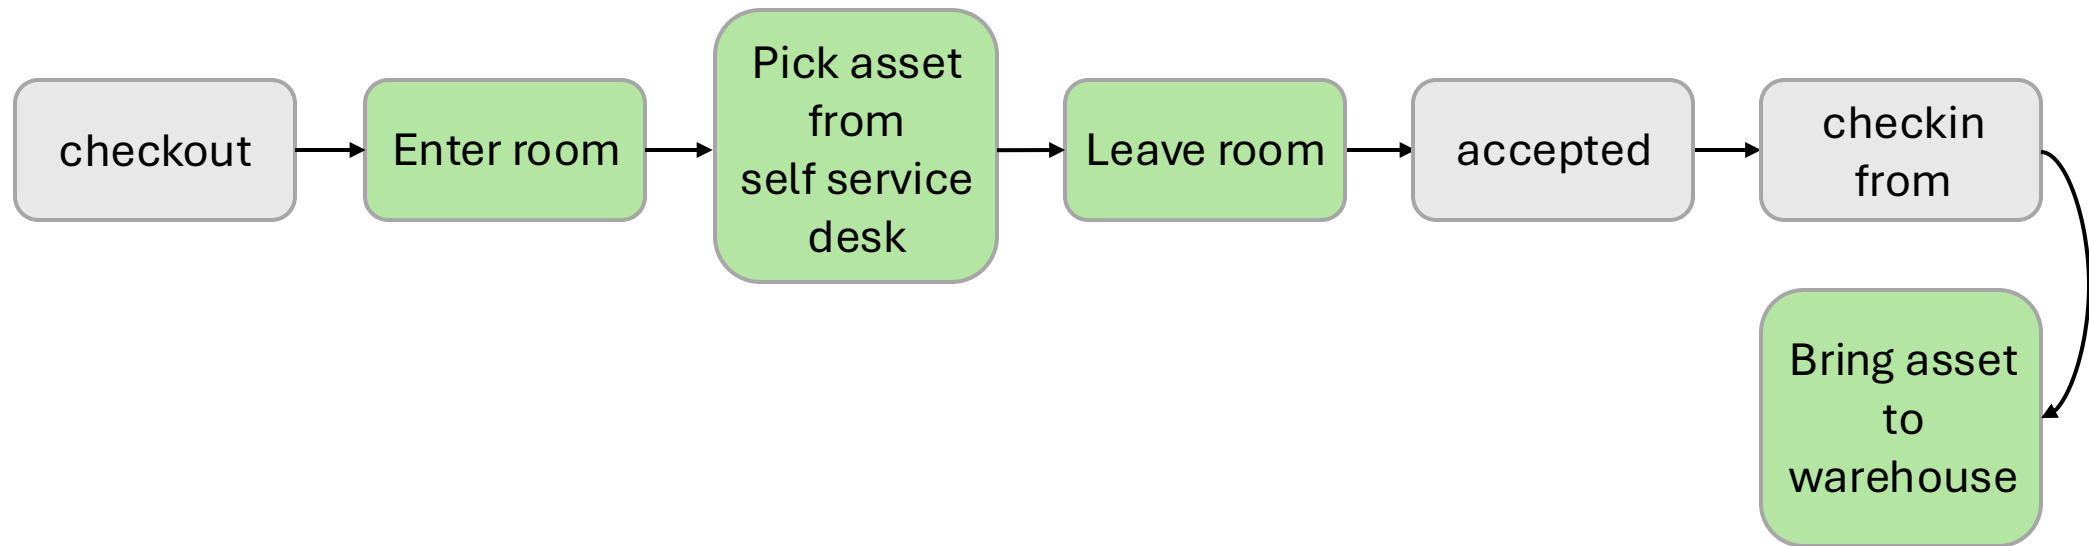 checkout
Enter room
Pick asset
from
self service
desk
Leave room
accepted
checkin
from
Bring asset
to
warehouse